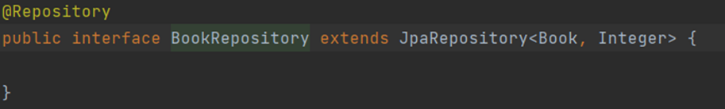 @Repository
public interface BookRepository extends JpaRepository<Book, Integer> {
}